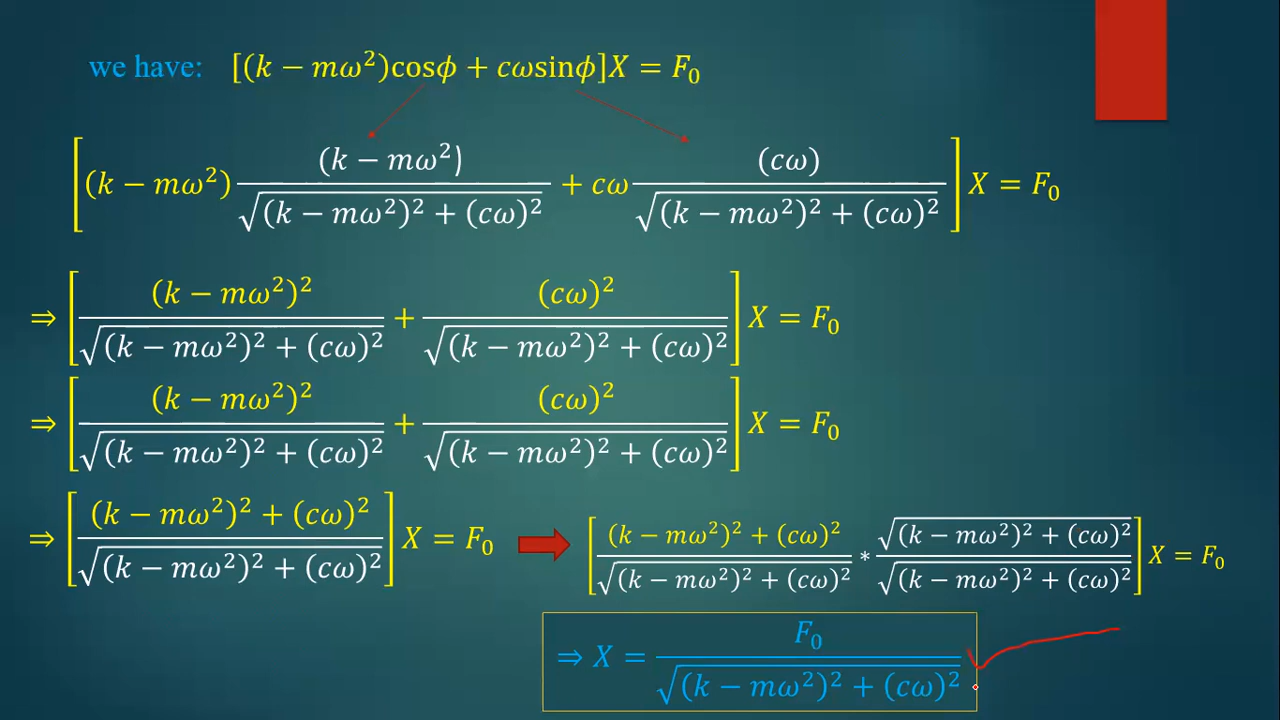 we have: [(k − mω²)cosϕ + cωsinϕ]X = F₀
[(k − mω²) (k − mω²) / √((k − mω²)² + (cω)²) + cω (cω) / √((k − mω²)² + (cω)²)] X = F₀
⇒ [(k − mω²)² / √((k − mω²)² + (cω)²) + (cω)² / √((k − mω²)² + (cω)²)] X = F₀
⇒ [(k − mω²)² / √((k − mω²)² + (cω)²) + (cω)² / √((k − mω²)² + (cω)²)] X = F₀
⇒ [((k − mω²)² + (cω)²) / √((k − mω²)² + (cω)²)] X = F₀
[((k − mω²)² + (cω)²) / √((k − mω²)² + (cω)²) * √((k − mω²)² + (cω)²) / √((k − mω²)² + (cω)²)] X = F₀
⇒ X = F₀ / √((k − mω²)² + (cω)²)